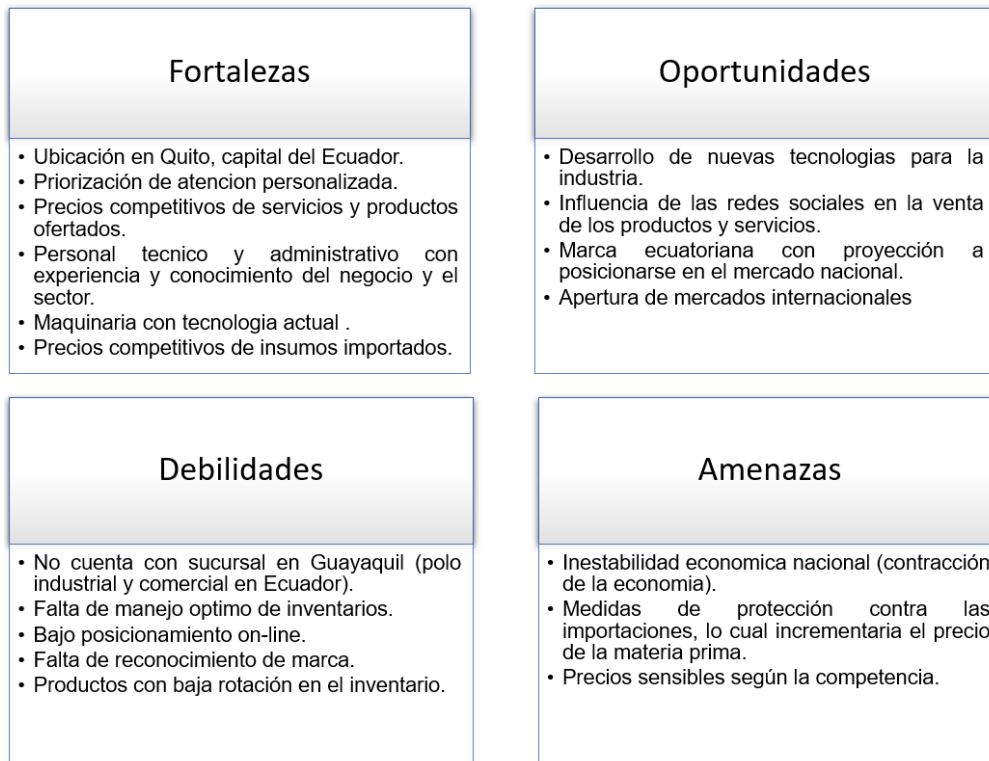 Fortalezas
• Ubicación en Quito, capital del Ecuador.
• Priorización de atencion personalizada.
• Precios competitivos de servicios y productos
ofertados.
• Personal tecnico y administrativo con
experiencia y conocimiento del negocio y el
sector.
• Maquinaria con tecnologia actual .
• Precios competitivos de insumos importados.
Oportunidades
• Desarrollo de nuevas tecnologias para la
industria.
• Influencia de las redes sociales en la venta
de los productos y servicios.
• Marca ecuatoriana con proyección a
posicionarse en el mercado nacional.
• Apertura de mercados internacionales
Debilidades
• No cuenta con sucursal en Guayaquil (polo
industrial y comercial en Ecuador).
• Falta de manejo optimo de inventarios.
• Bajo posicionamiento on-line.
• Falta de reconocimiento de marca.
• Productos con baja rotación en el inventario.
Amenazas
• Inestabilidad economica nacional (contracción
de la economia).
• Medidas de protección contra las
importaciones, lo cual incrementaria el precio
de la materia prima.
• Precios sensibles según la competencia.